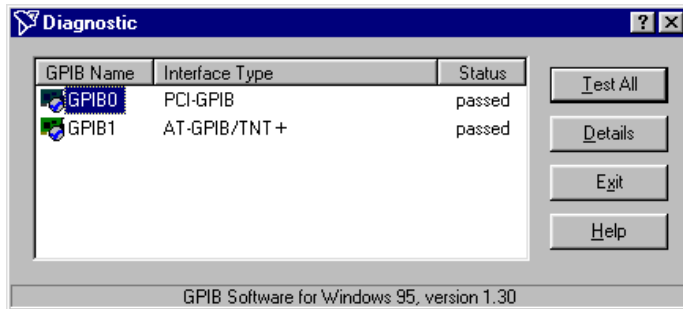 Diagnostic
GPIB Name Interface Type Status
GPIB0 PCI-GPIB passed
GPIB1 AT-GPIB/TNT+ passed
Test All
Details
Exit
Help
GPIB Software for Windows 95, version 1.30